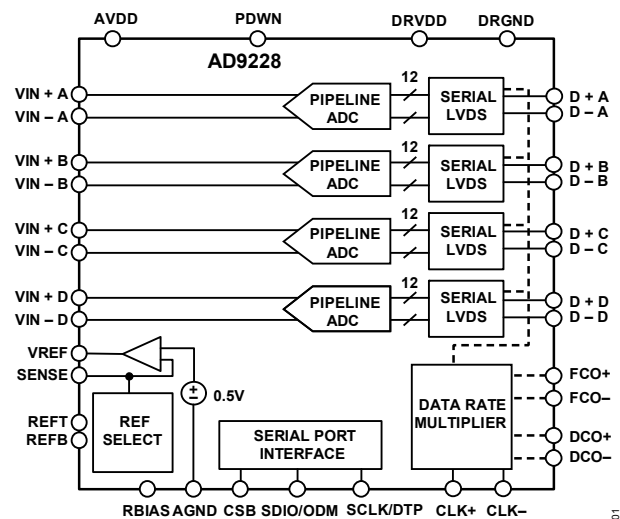 AVDD PDWN DRVDD DRGND
AD9228
VIN + A
VIN – A
PIPELINE
ADC
12
SERIAL
LVDS
D + A
D – A
VIN + B
VIN – B
PIPELINE
ADC
12
SERIAL
LVDS
D + B
D – B
VIN + C
VIN – C
PIPELINE
ADC
12
SERIAL
LVDS
D + C
D – C
VIN + D
VIN – D
PIPELINE
ADC
12
SERIAL
LVDS
D + D
D – D
VREF
SENSE
+
–
0.5V
REFT
REFB
REF
SELECT
SERIAL PORT
INTERFACE
DATA RATE
MULTIPLIER
FCO+
FCO–
DCO+
DCO–
RBIAS AGND CSB SDIO/ODM SCLK/DTP CLK+ CLK–